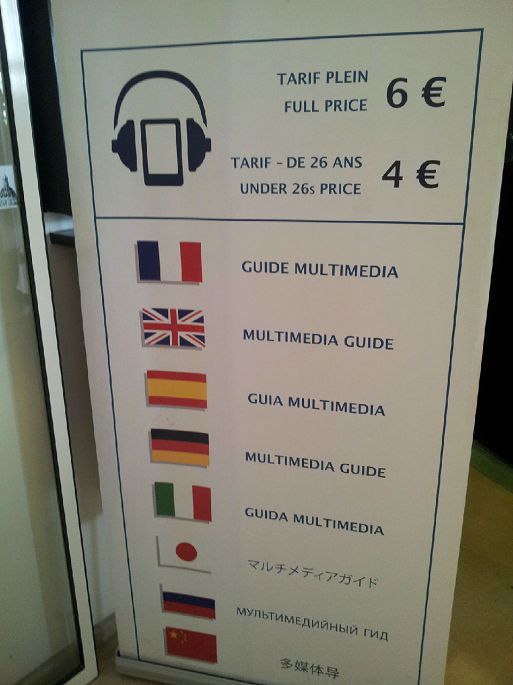 TARIF PLEIN 6 €
FULL PRICE
TARIF - DE 26 ANS 4 €
UNDER 26s PRICE
GUIDE MULTIMEDIA
MULTIMEDIA GUIDE
GUIA MULTIMEDIA
MULTIMEDIA GUIDE
GUIDA MULTIMEDIA
マルチメディアガイド
МУЛЬТИМЕДИЙНЫЙ ГИД
多媒体导